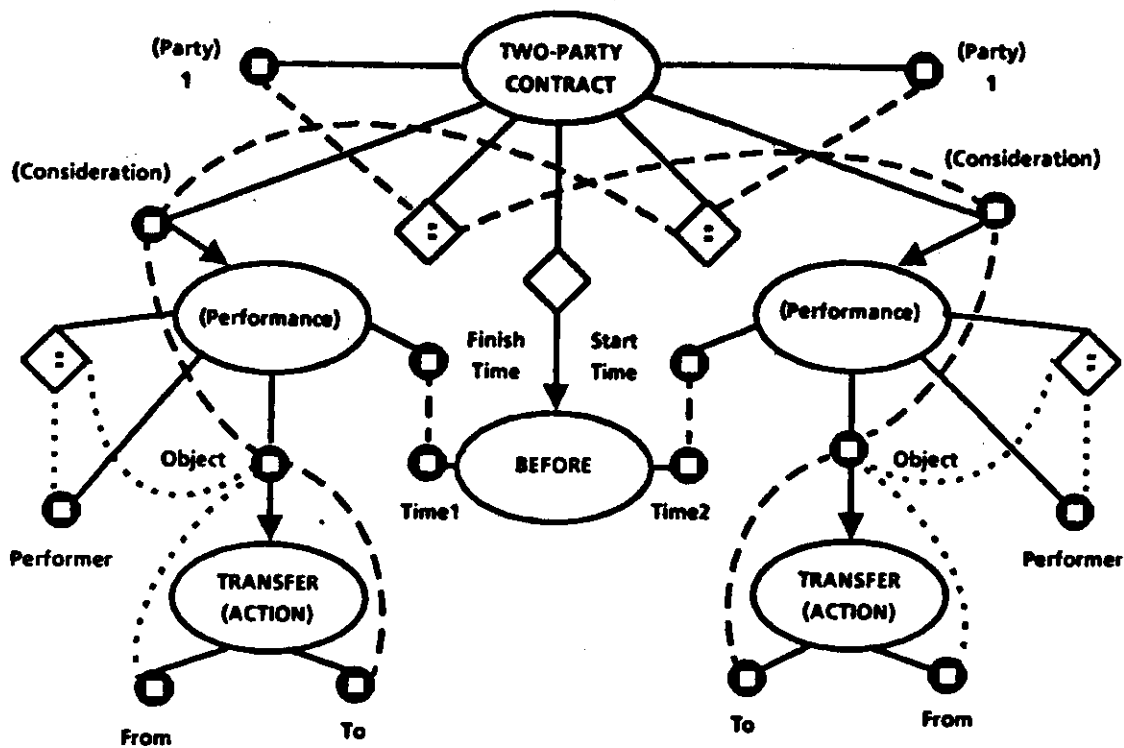 (Party)
1
TWO-PARTY
CONTRACT
(Party)
1
(Consideration)
(Consideration)
=
=
(Performance)
(Performance)
=
Finish
Time
Start
Time
=
Object
BEFORE
Object
Time1
Time2
Performer
Performer
TRANSFER
(ACTION)
TRANSFER
(ACTION)
From
To
To
From